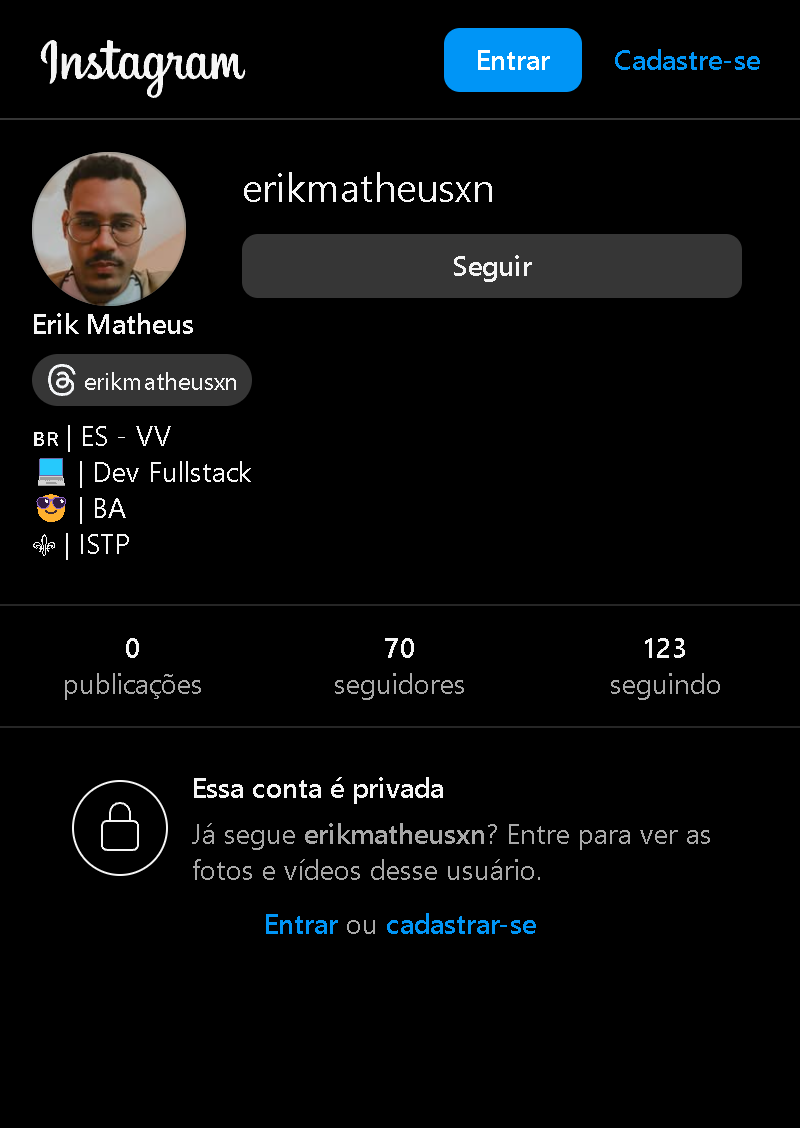 Instagram
Entrar Cadastre-se
erikmatheusxn
Seguir
Erik Matheus
erikmatheusxn
BR | ES - VV
💻 | Dev Fullstack
😎 | BA
⚜ | ISTP
0 70 123
publicações seguidores seguindo
Essa conta é privada
Já segue erikmatheusxn? Entre para ver as
fotos e vídeos desse usuário.
Entrar ou cadastrar-se